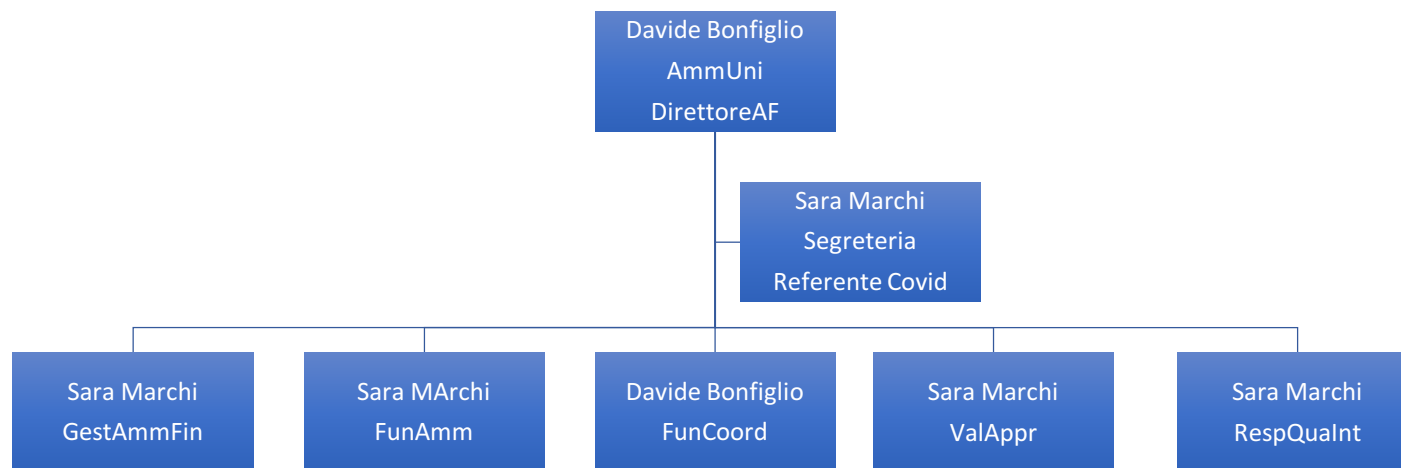 Davide Bonfiglio
AmmUni
DirettoreAF
Sara Marchi
Segreteria
Referente Covid
Sara Marchi
GestAmmFin
Sara MArchi
FunAmm
Davide Bonfiglio
FunCoord
Sara Marchi
ValAppr
Sara Marchi
RespQuaInt